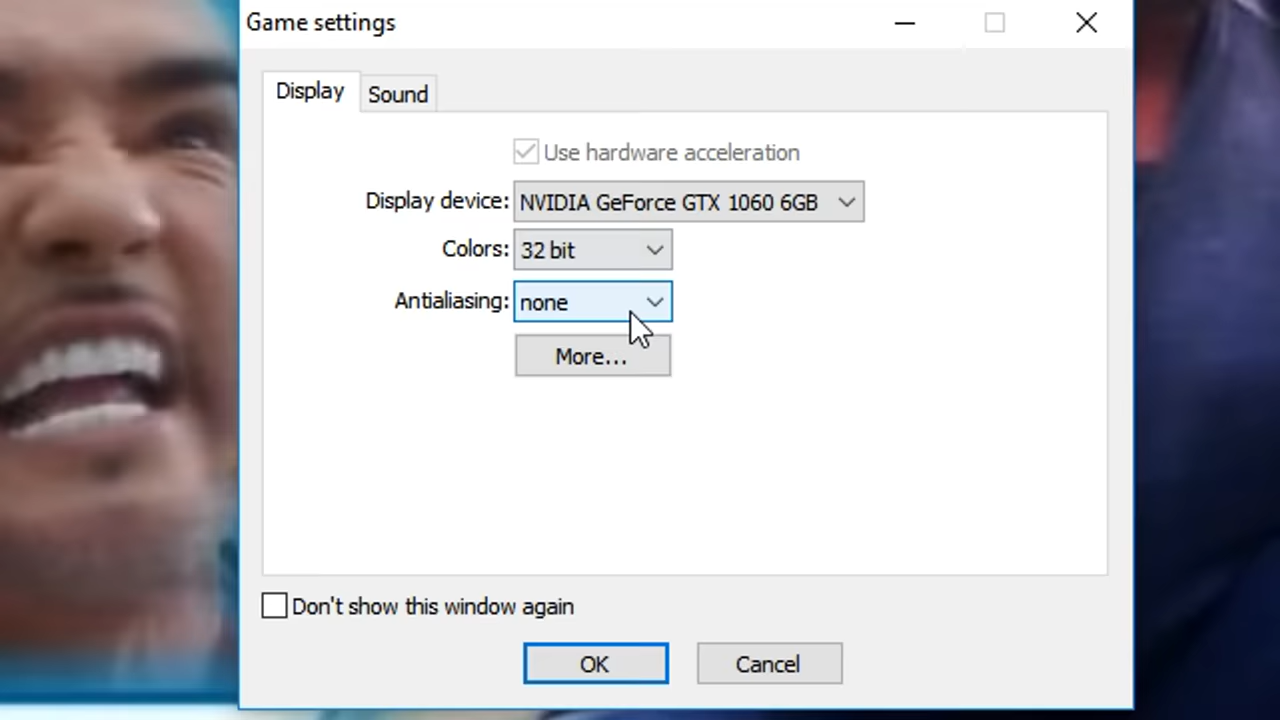 Game settings
Display
Sound
Use hardware acceleration
Display device: NVIDIA GeForce GTX 1060 6GB
Colors: 32 bit
Antialiasing: none
More...
Don't show this window again
OK
Cancel